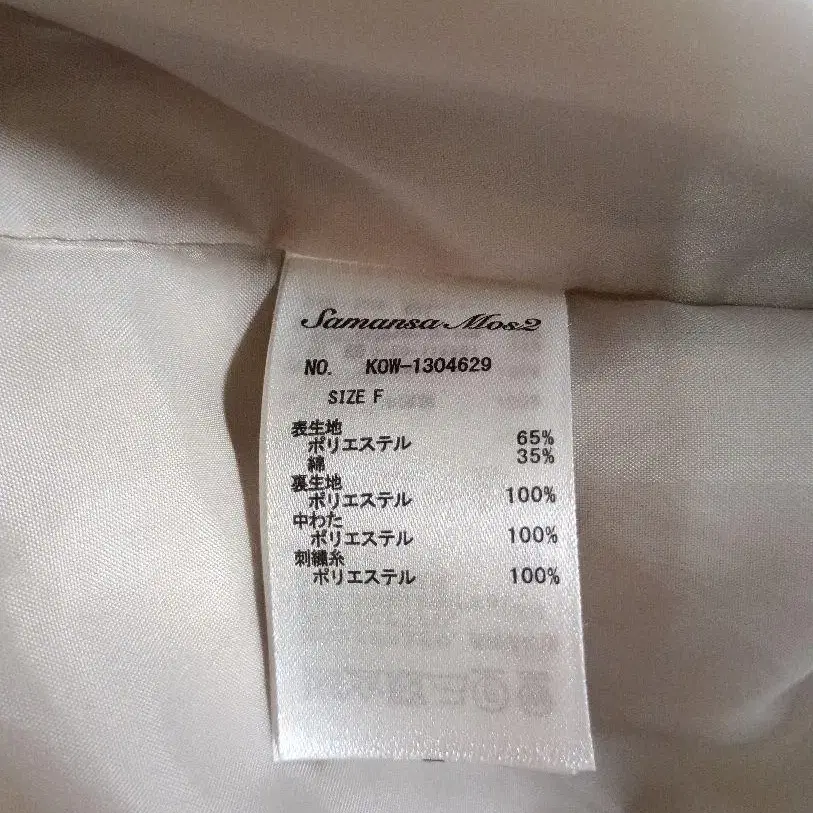 Samansa Mos2
NO. KOW-1304629
SIZE F
表生地
ポリエステル 65%
綿 35%
裏生地
ポリエステル 100%
中わた
ポリエステル 100%
刺繍糸
ポリエステル 100%